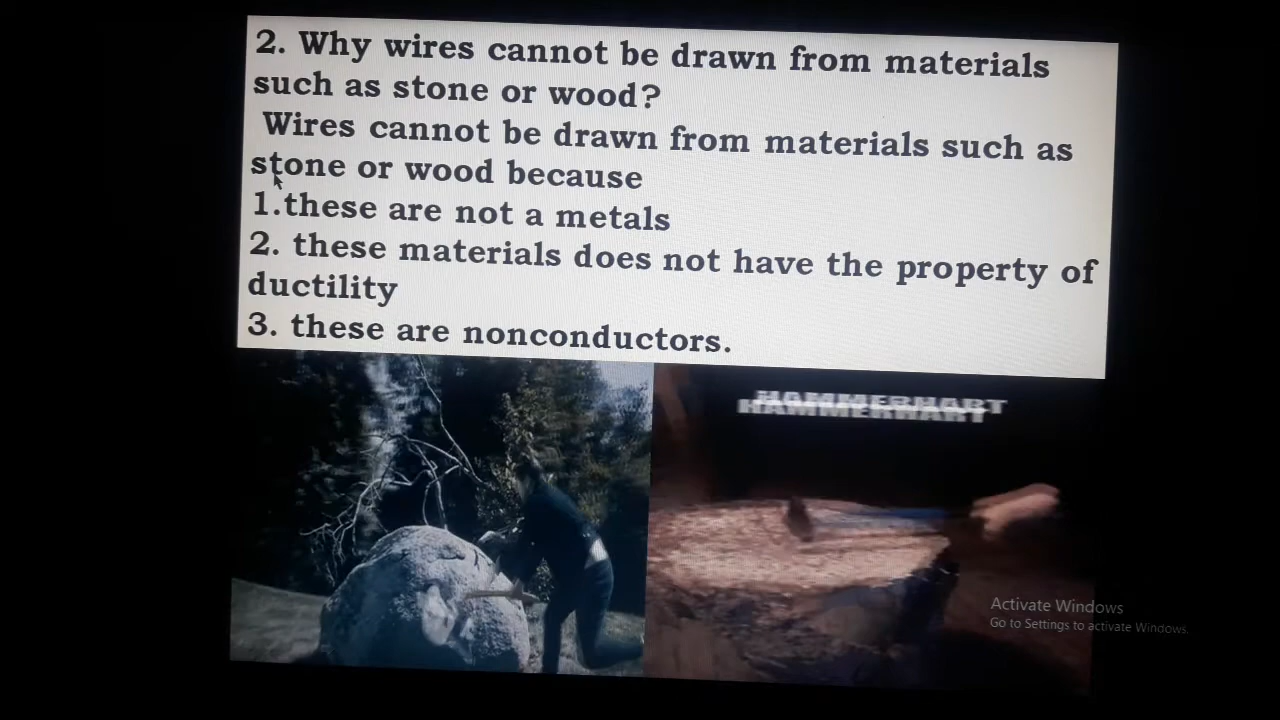 2. Why wires cannot be drawn from materials
such as stone or wood?
Wires cannot be drawn from materials such as
stone or wood because
1.these are not a metals
2. these materials does not have the property of
ductility
3. these are nonconductors.
HAMMERHART
HAMMERHART
Activate Windows
Go to Settings to activate Windows.